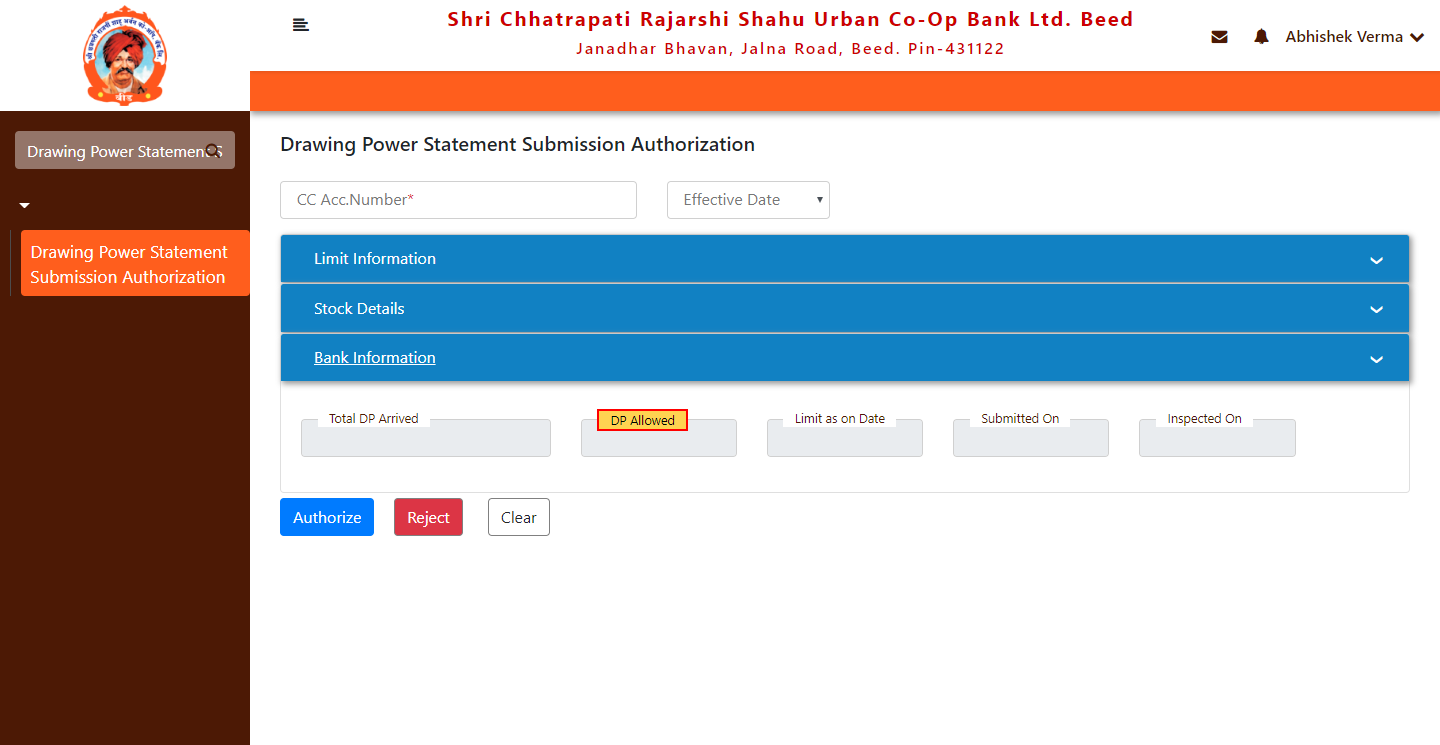 Shri Chhatrapati Rajarshi Shahu Urban Co-Op Bank Ltd. Beed
Janadhar Bhavan, Jalna Road, Beed. Pin-431122
Abhishek Verma
बीड
Drawing Power Statement S
Drawing Power Statement
Submission Authorization
Drawing Power Statement Submission Authorization
CC Acc.Number*
Effective Date
Limit Information
Stock Details
Bank Information
Total DP Arrived
DP Allowed
Limit as on Date
Submitted On
Inspected On
Authorize
Reject
Clear